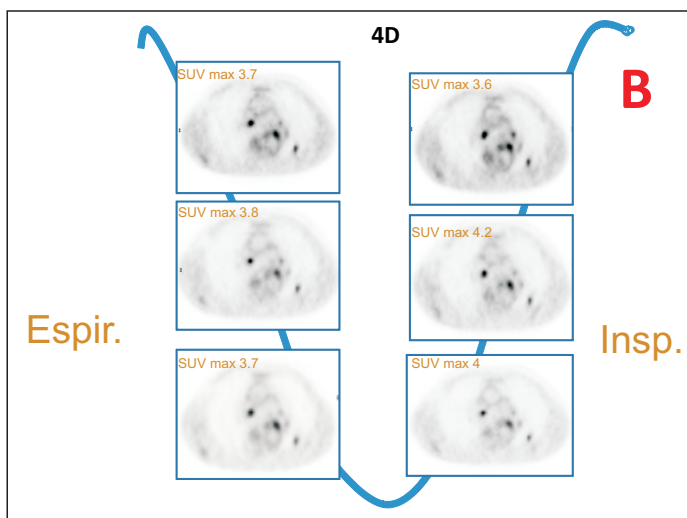 4D
B
SUV max 3.7
SUV max 3.6
SUV max 3.8
SUV max 4.2
Espir.
Insp.
SUV max 3.7
SUV max 4